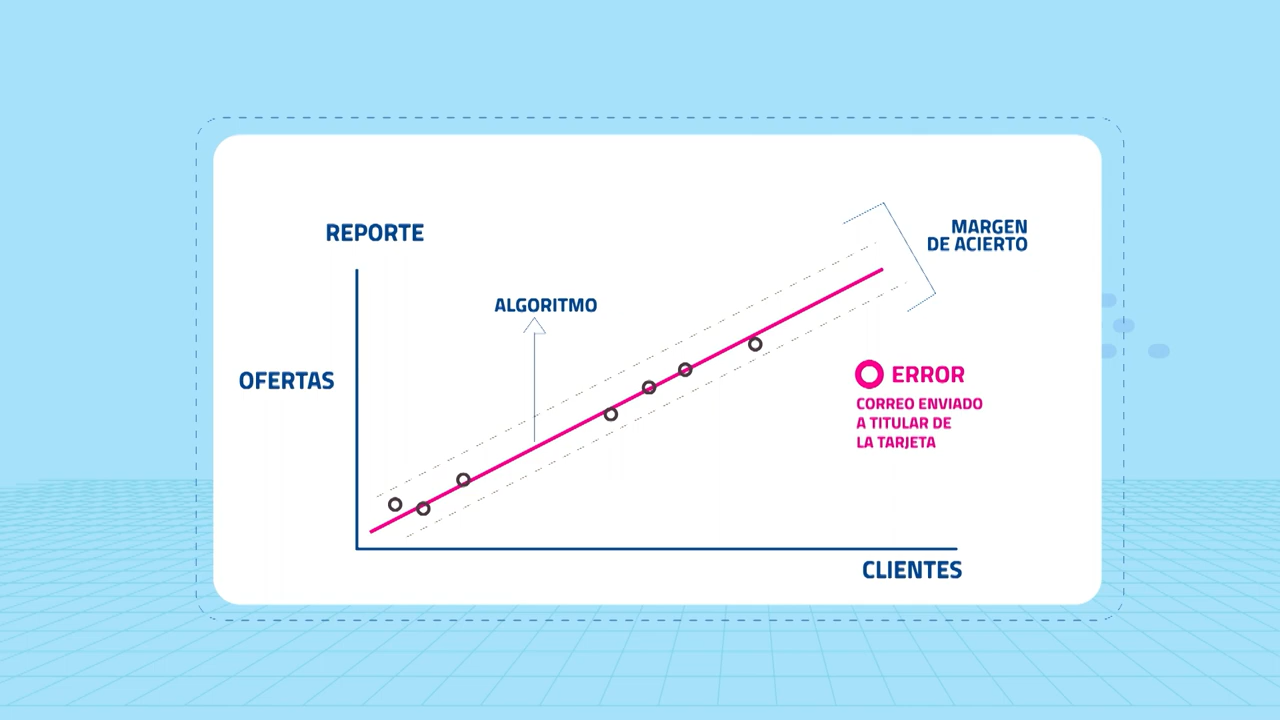 REPORTE
MARGEN
DE ACIERTO
ALGORITMO
OFERTAS
ERROR
CORREO ENVIADO
A TITULAR DE
LA TARJETA
CLIENTES